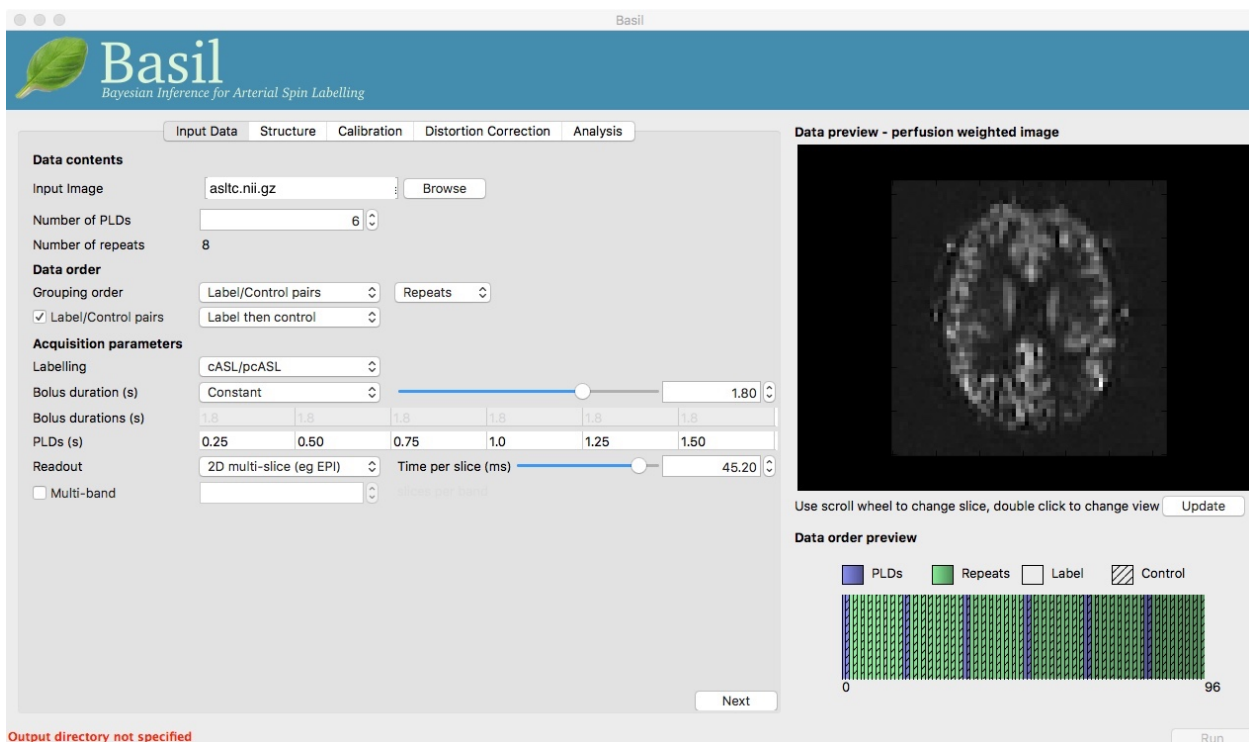 Basil
Basil
Bayesian Inference for Arterial Spin Labelling
Input Data Structure Calibration Distortion Correction Analysis
Data contents
Input Image asltc.nii.gz Browse
Number of PLDs 6
Number of repeats 8
Data order
Grouping order Label/Control pairs Repeats
Label/Control pairs Label then control
Acquisition parameters
Labelling cASL/pcASL
Bolus duration (s) Constant 1.80
Bolus durations (s) 1.8 1.8 1.8 1.8 1.8 1.8
PLDs (s) 0.25 0.50 0.75 1.0 1.25 1.50
Readout 2D multi-slice (eg EPI) Time per slice (ms) 45.20
Multi-band slices per band
Next
Data preview - perfusion weighted image
Use scroll wheel to change slice, double click to change view Update
Data order preview
PLDs Repeats Label Control
0 96
Output directory not specified Run